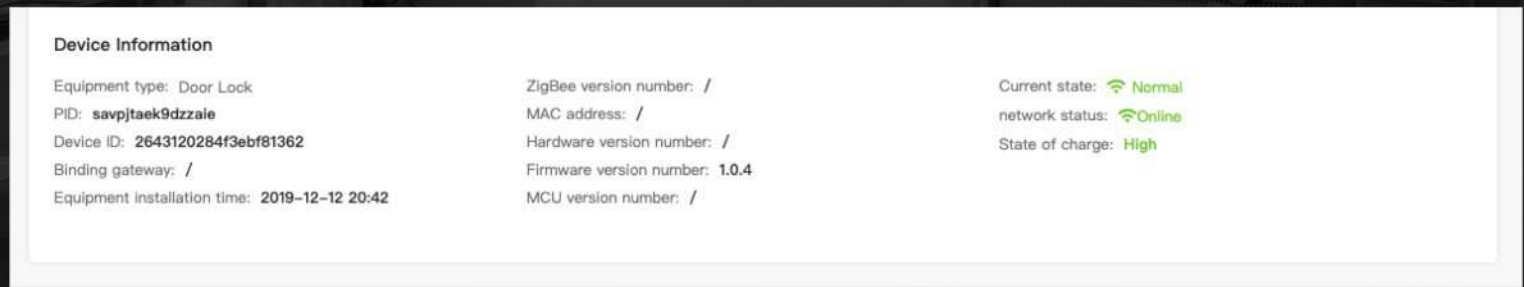 Device Information
Equipment type: Door Lock
PID: savpjtaek9dzzaie
Device ID: 2643120284f3ebf81362
Binding gateway: /
Equipment installation time: 2019-12-12 20:42
ZigBee version number: /
MAC address: /
Hardware version number: /
Firmware version number: 1.0.4
MCU version number: /
Current state: Normal
network status: Online
State of charge: High